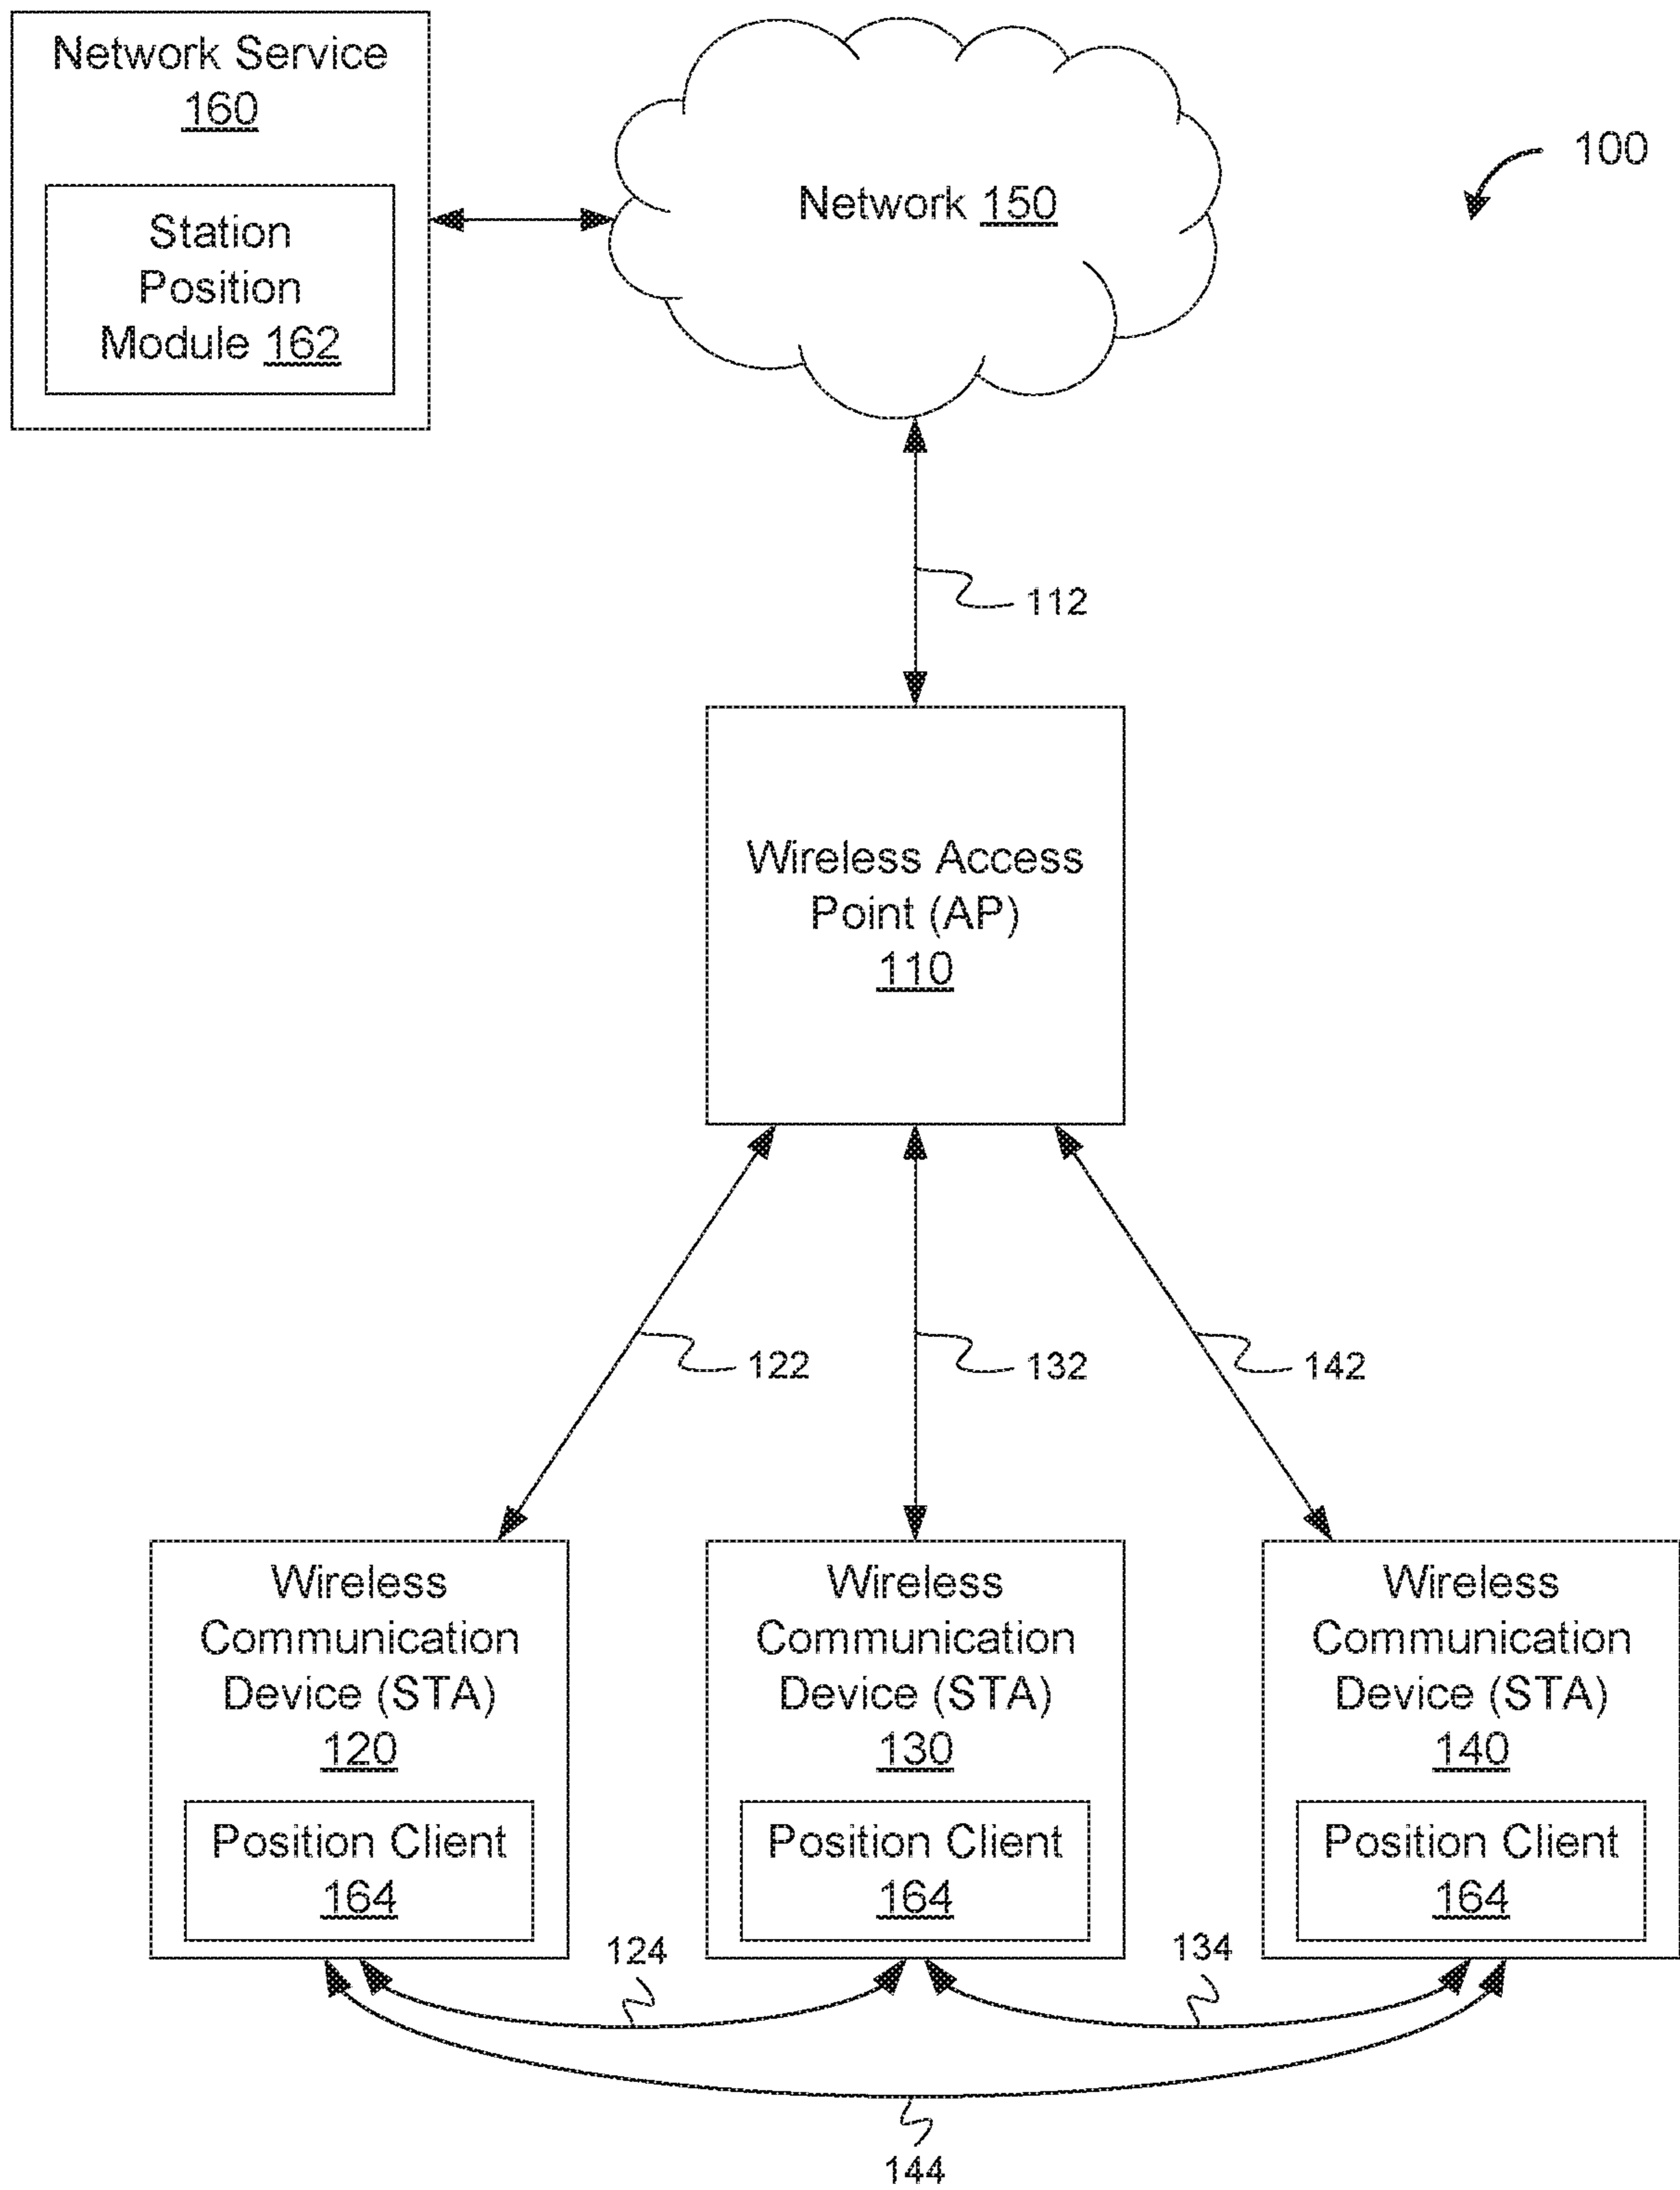 Network Service
160
Station
Position
Module 162
Network 150
100
112
Wireless Access
Point (AP)
110
122
132
142
Wireless
Communication
Device (STA)
120
Position Client
164
Wireless
Communication
Device (STA)
130
Position Client
164
Wireless
Communication
Device (STA)
140
Position Client
164
124
134
144